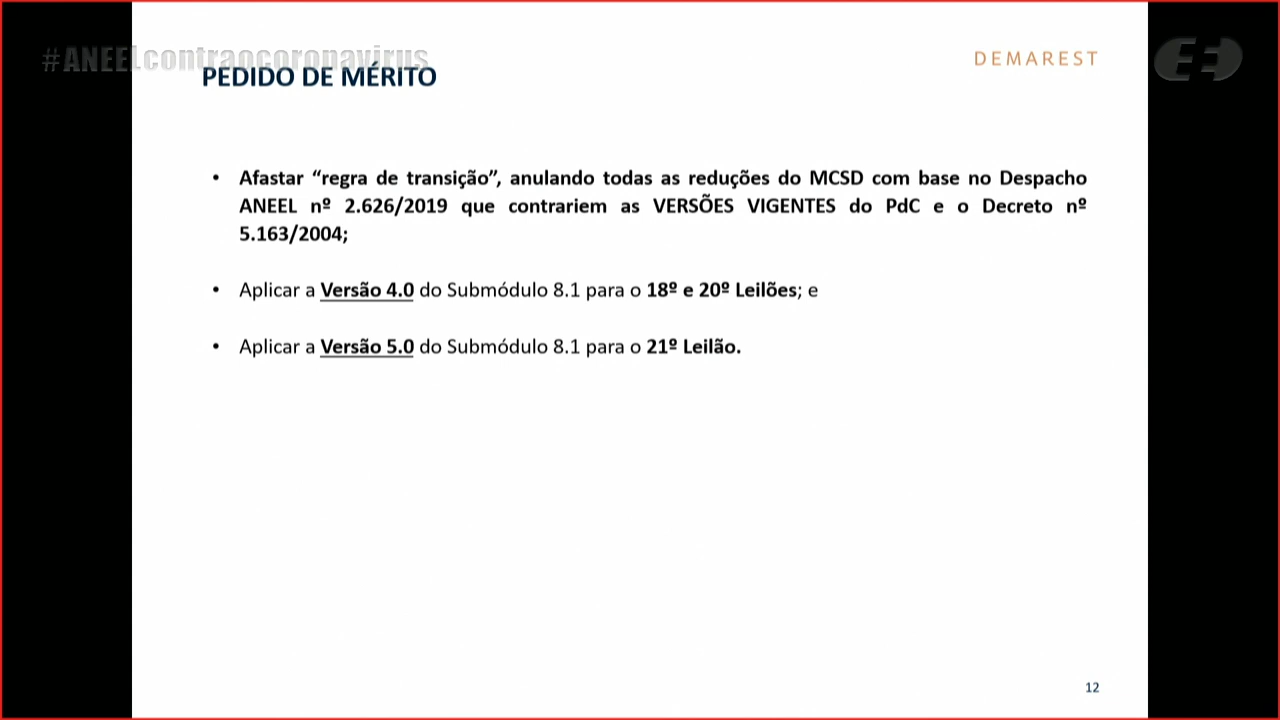 #ANEELcontraocoronavirus
DEMAREST
PEDIDO DE MÉRITO
• Afastar “regra de transição”, anulando todas as reduções do MCSD com base no Despacho
ANEEL nº 2.626/2019 que contrariem as VERSÕES VIGENTES do PdC e o Decreto nº
5.163/2004;
• Aplicar a Versão 4.0 do Submódulo 8.1 para o 18º e 20º Leilões; e
• Aplicar a Versão 5.0 do Submódulo 8.1 para o 21º Leilão.
12